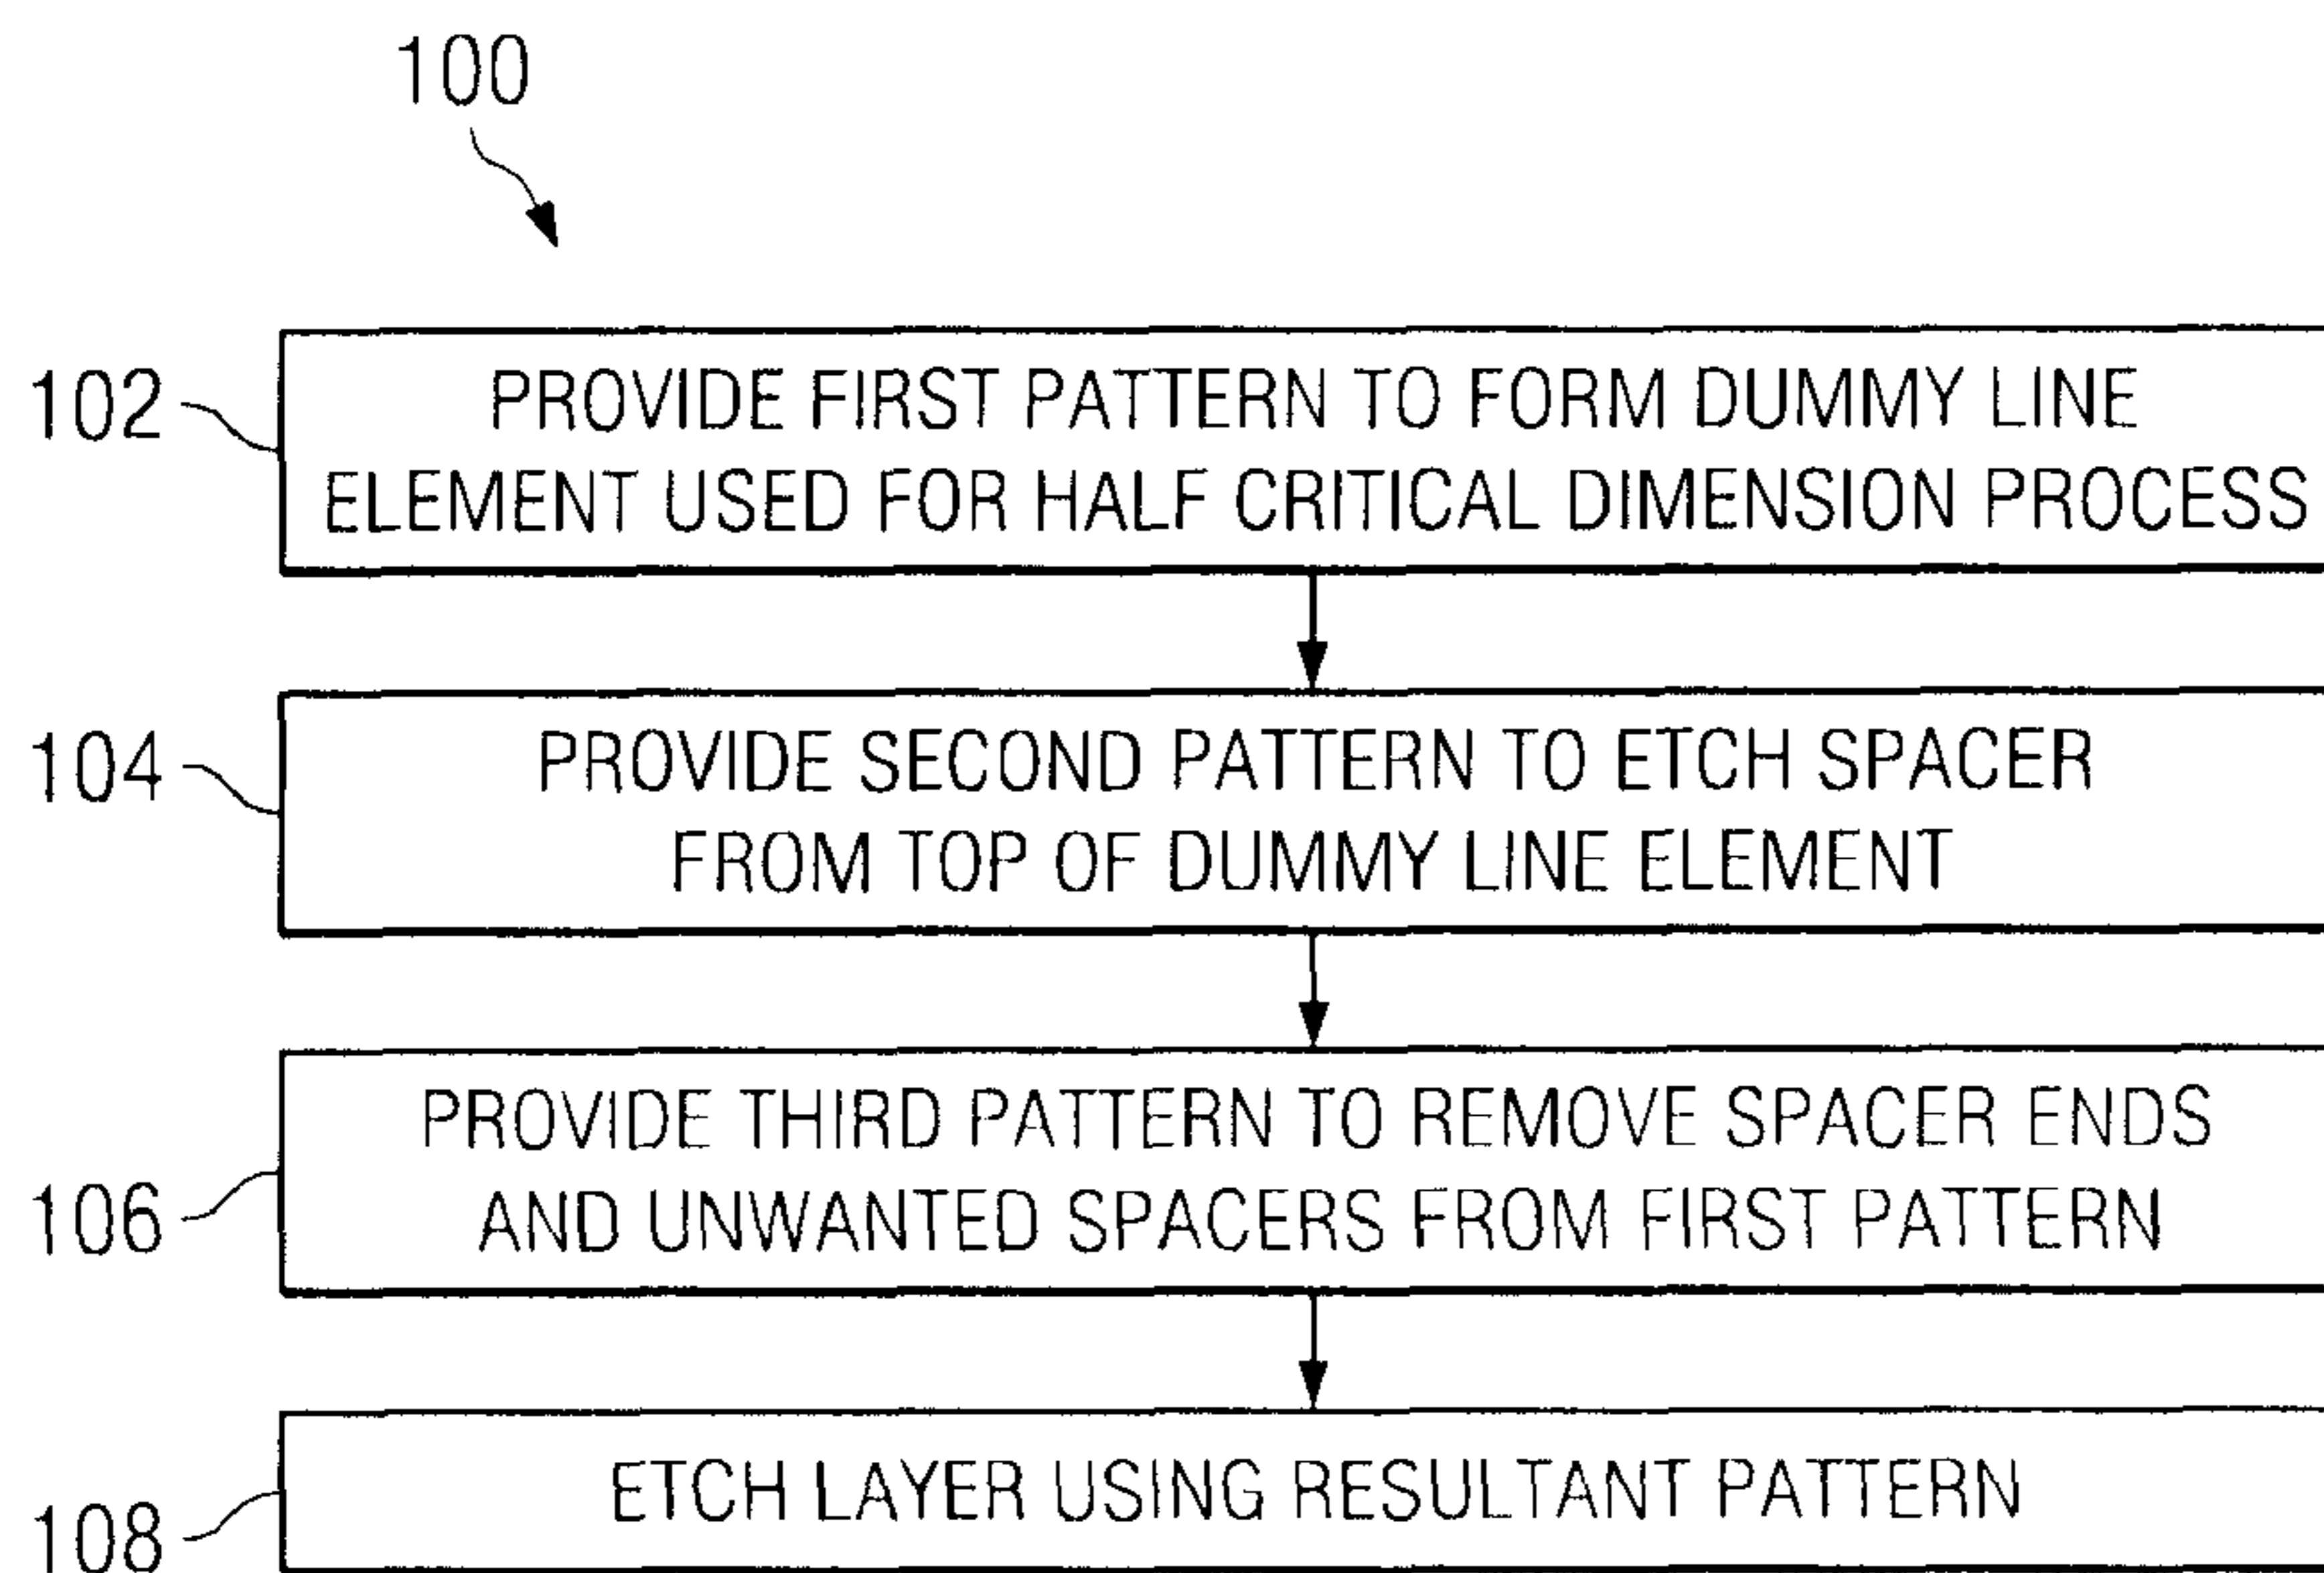 100
102
PROVIDE FIRST PATTERN TO FORM DUMMY LINE
ELEMENT USED FOR HALF CRITICAL DIMENSION PROCESS
104
PROVIDE SECOND PATTERN TO ETCH SPACER
FROM TOP OF DUMMY LINE ELEMENT
106
PROVIDE THIRD PATTERN TO REMOVE SPACER ENDS
AND UNWANTED SPACERS FROM FIRST PATTERN
108
ETCH LAYER USING RESULTANT PATTERN